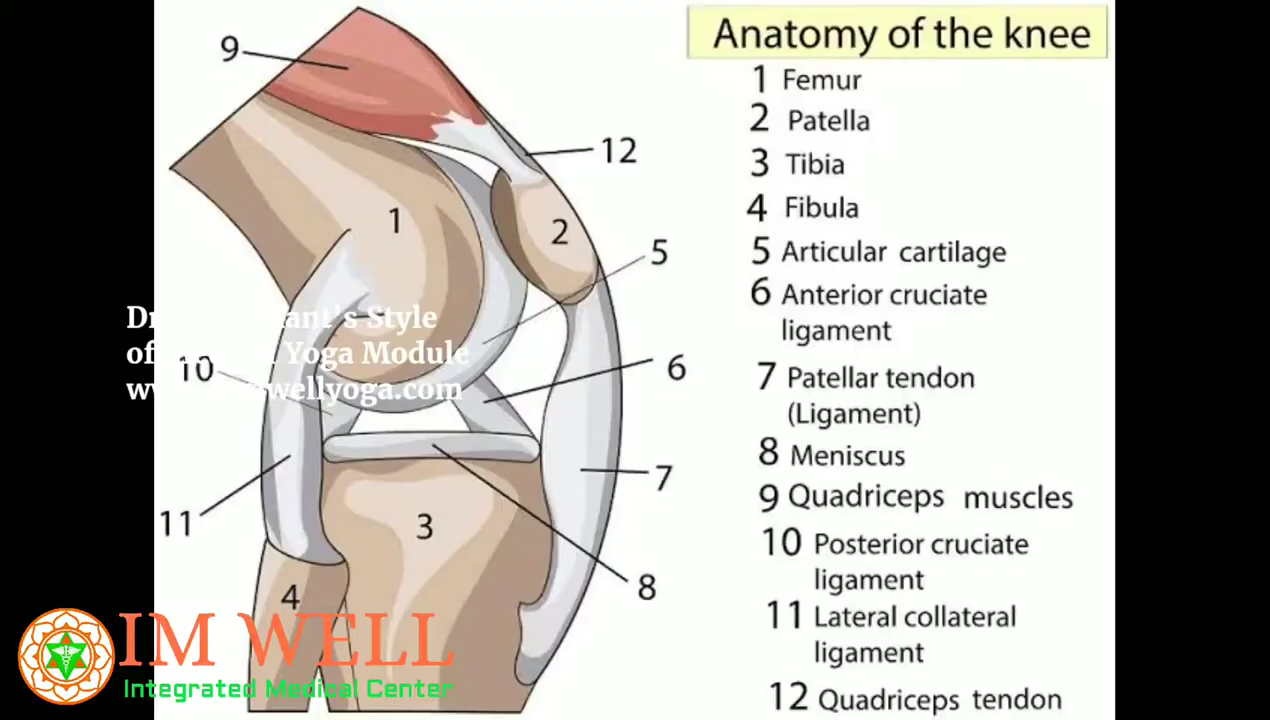 Anatomy of the knee
1 Femur
2 Patella
3 Tibia
4 Fibula
5 Articular cartilage
6 Anterior cruciate
ligament
7 Patellar tendon
(Ligament)
8 Meniscus
9 Quadriceps muscles
10 Posterior cruciate
ligament
11 Lateral collateral
ligament
12 Quadriceps tendon
9
12
1
2
5
10
6
7
11
3
8
4
Style
of Yoga Module
IM WELL
Integrated Medical Center